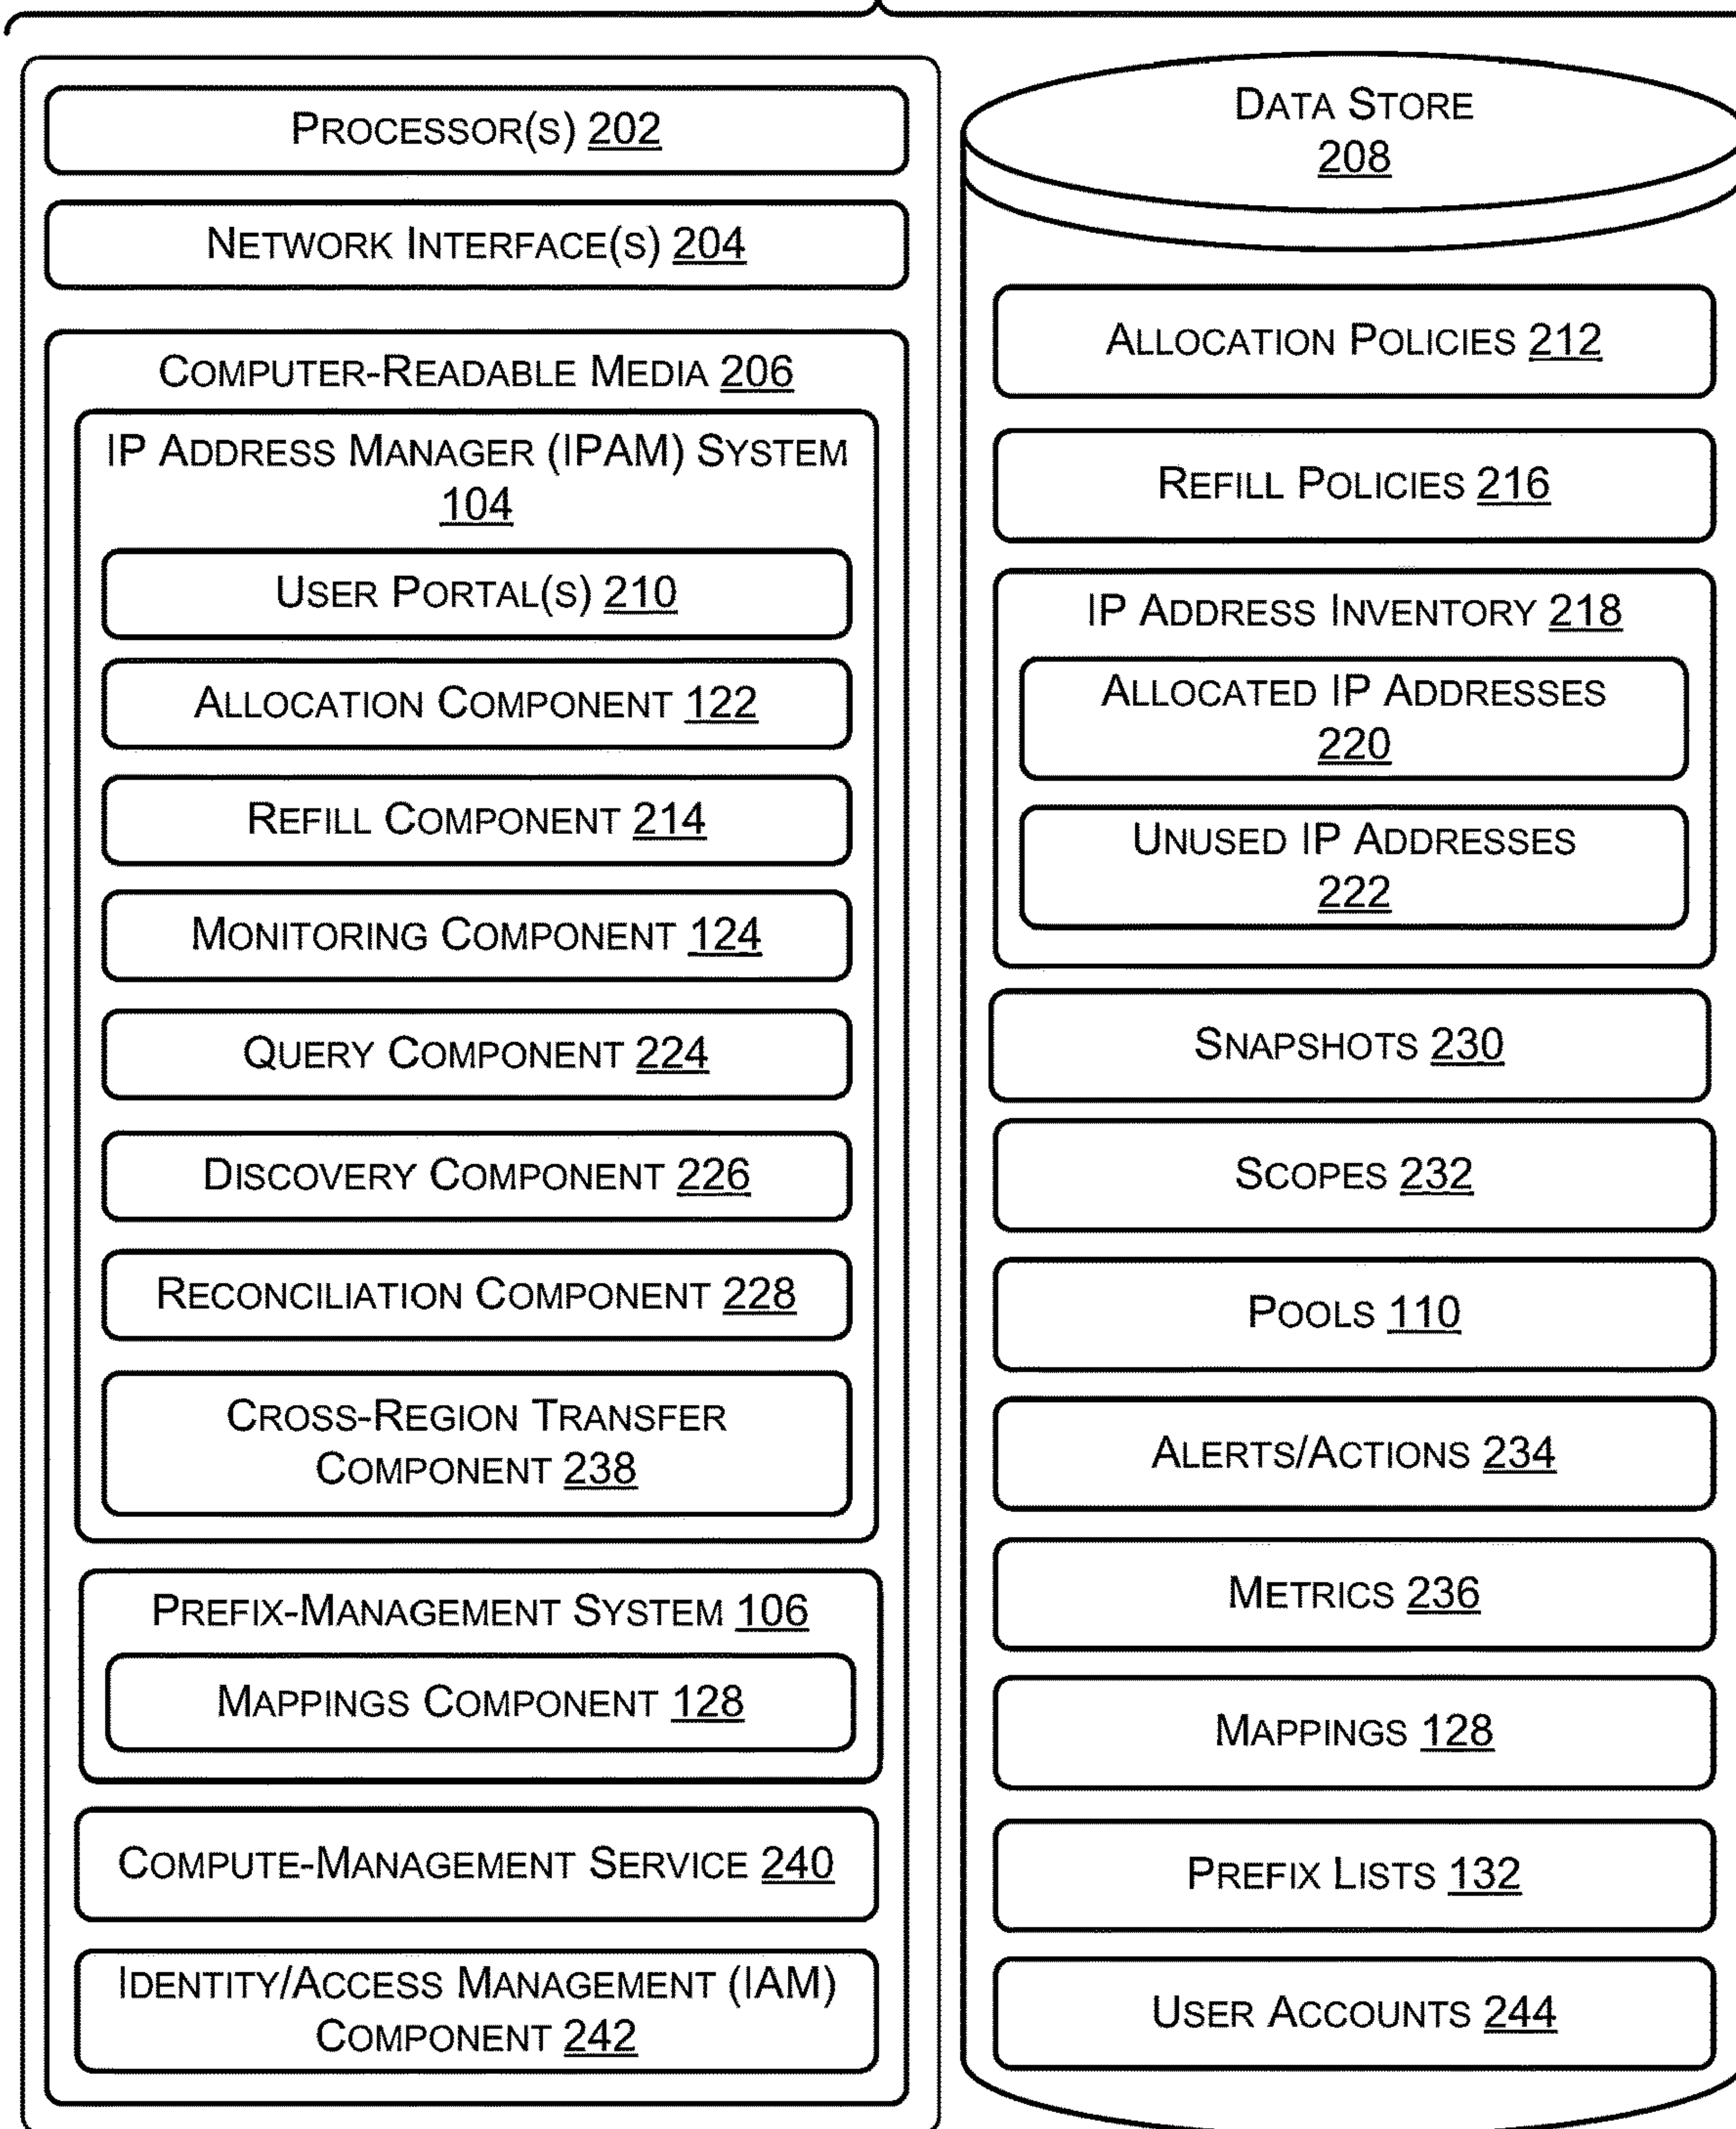 PROCESSOR(S) 202
NETWORK INTERFACE(S) 204
COMPUTER-READABLE MEDIA 206
IP ADDRESS MANAGER (IPAM) SYSTEM
104
USER PORTAL(S) 210
ALLOCATION COMPONENT 122
REFILL COMPONENT 214
MONITORING COMPONENT 124
QUERY COMPONENT 224
DISCOVERY COMPONENT 226
RECONCILIATION COMPONENT 228
CROSS-REGION TRANSFER
COMPONENT 238
PREFIX-MANAGEMENT SYSTEM 106
MAPPINGS COMPONENT 128
COMPUTE-MANAGEMENT SERVICE 240
IDENTITY/ACCESS MANAGEMENT (IAM)
COMPONENT 242
DATA STORE
208
ALLOCATION POLICIES 212
REFILL POLICIES 216
IP ADDRESS INVENTORY 218
ALLOCATED IP ADDRESSES
220
UNUSED IP ADDRESSES
222
SNAPSHOTS 230
SCOPES 232
POOLS 110
ALERTS/ACTIONS 234
METRICS 236
MAPPINGS 128
PREFIX LISTS 132
USER ACCOUNTS 244